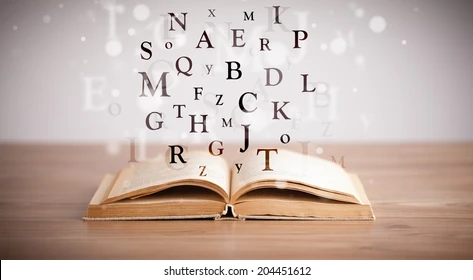 N X T I
S o A E R P
Q y B D L
M F z C K
G T H M J o
R z G y T
shutterstock.com · 204451612